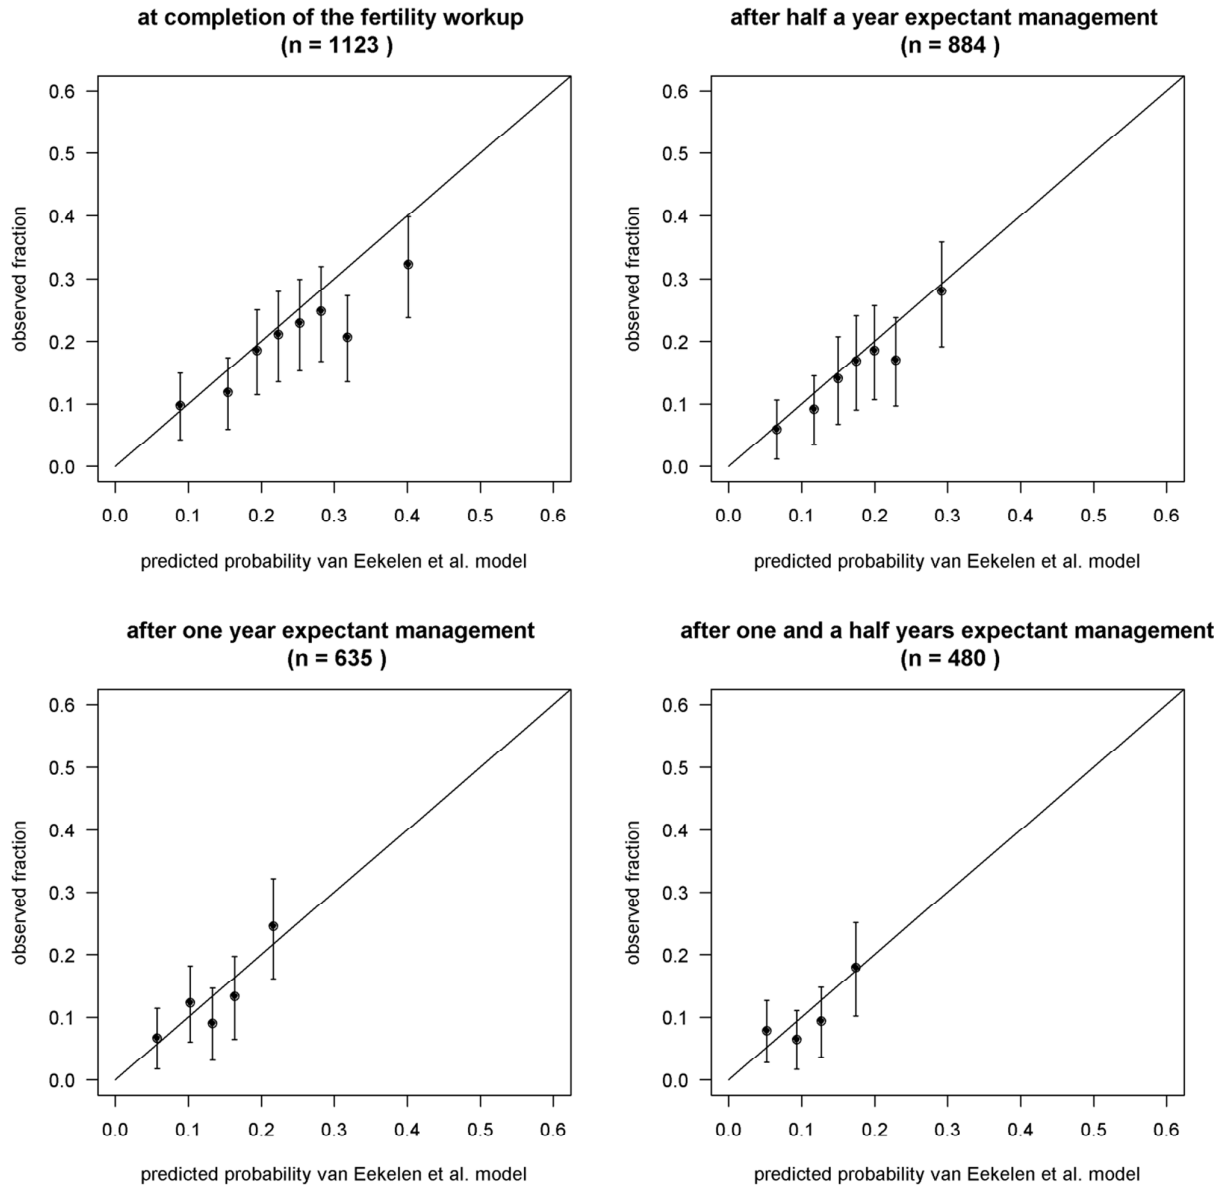 at completion of the fertility workup
(n = 1123 )
0.6
0.5
0.4
0.3
0.2
0.1
0.0
observed fraction
0.0 0.1 0.2 0.3 0.4 0.5 0.6
predicted probability van Eekelen et al. model
after half a year expectant management
(n = 884 )
0.6
0.5
0.4
0.3
0.2
0.1
0.0
observed fraction
0.0 0.1 0.2 0.3 0.4 0.5 0.6
predicted probability van Eekelen et al. model
after one year expectant management
(n = 635 )
0.6
0.5
0.4
0.3
0.2
0.1
0.0
observed fraction
0.0 0.1 0.2 0.3 0.4 0.5 0.6
predicted probability van Eekelen et al. model
after one and a half years expectant management
(n = 480 )
0.6
0.5
0.4
0.3
0.2
0.1
0.0
observed fraction
0.0 0.1 0.2 0.3 0.4 0.5 0.6
predicted probability van Eekelen et al. model